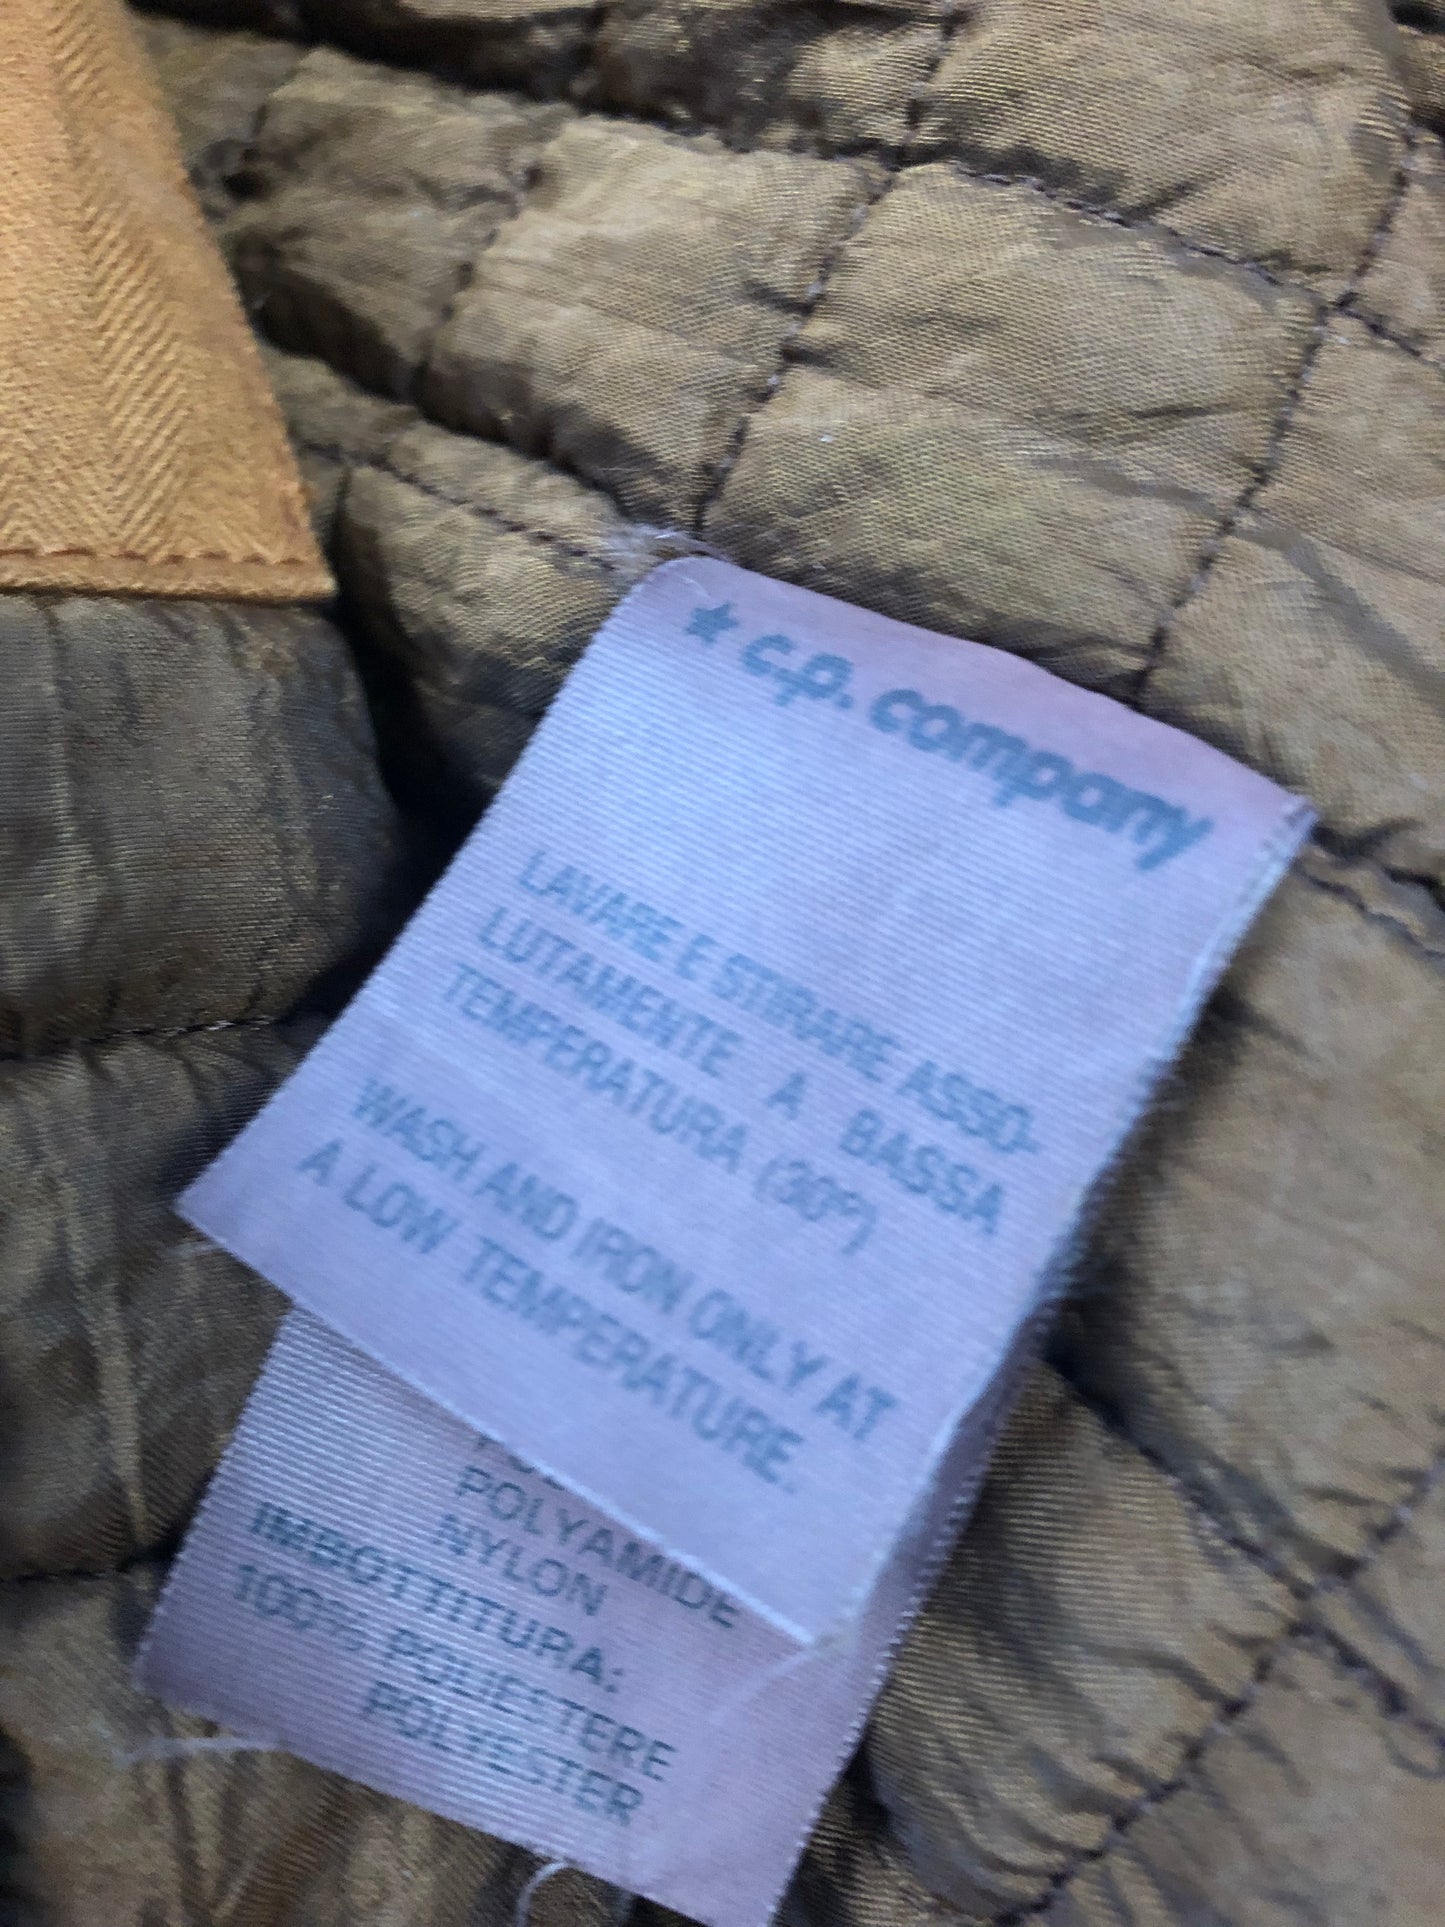 ★ c.p. company
LAVARE E STIRARE ASSO-
LUTAMENTE A BASSA
TEMPERATURA (30°)
WASH AND IRON ONLY AT
A LOW TEMPERATURE.
POLYAMIDE
NYLON
IMBOTTITURA:
100% POLIESTERE
POLYESTER